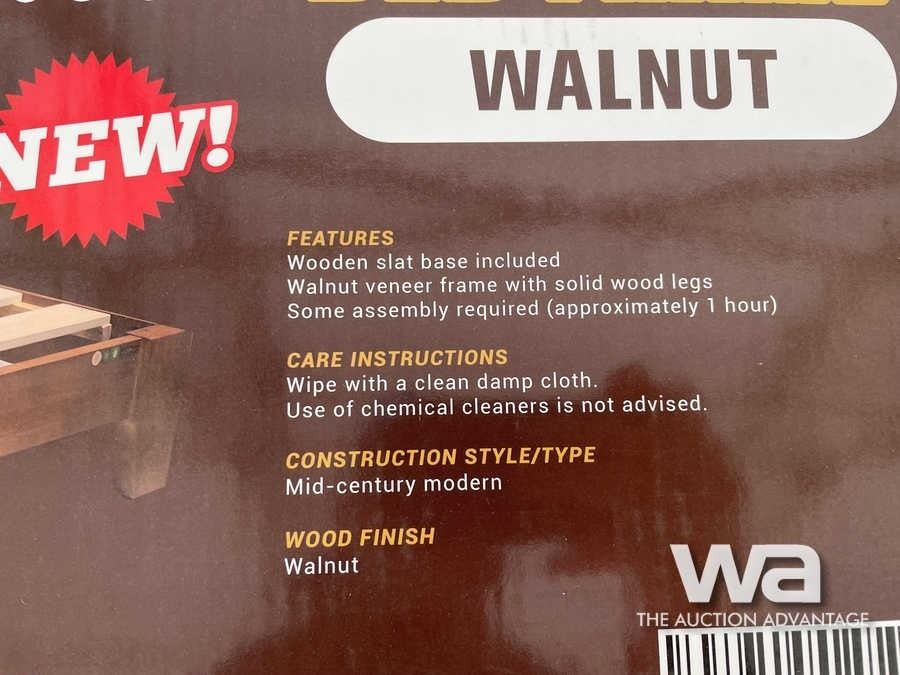 WALNUT
NEW!
FEATURES
Wooden slat base included
Walnut veneer frame with solid wood legs
Some assembly required (approximately 1 hour)
CARE INSTRUCTIONS
Wipe with a clean damp cloth.
Use of chemical cleaners is not advised.
CONSTRUCTION STYLE/TYPE
Mid-century modern
WOOD FINISH
Walnut
wa
THE AUCTION ADVANTAGE